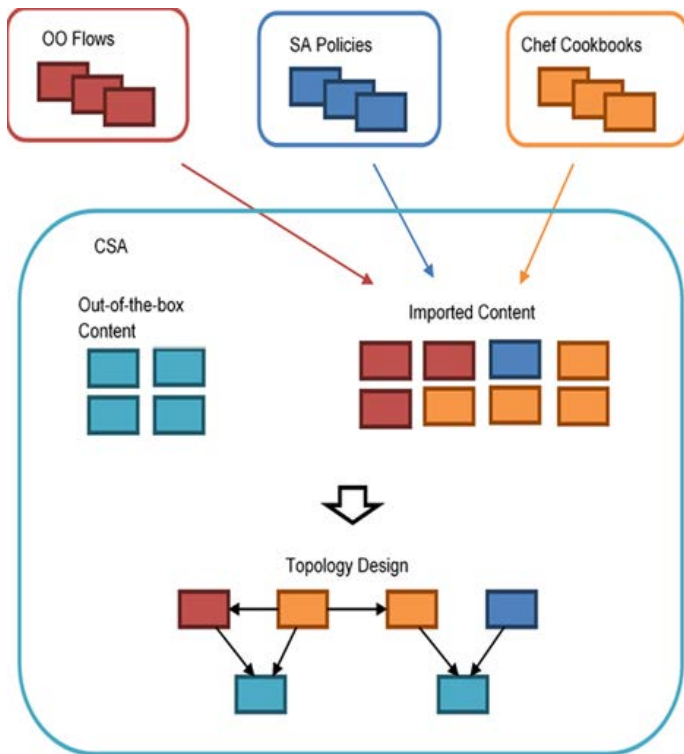 OO Flows
SA Policies
Chef Cookbooks
CSA
Out-of-the-box
Content
Imported Content
Topology Design